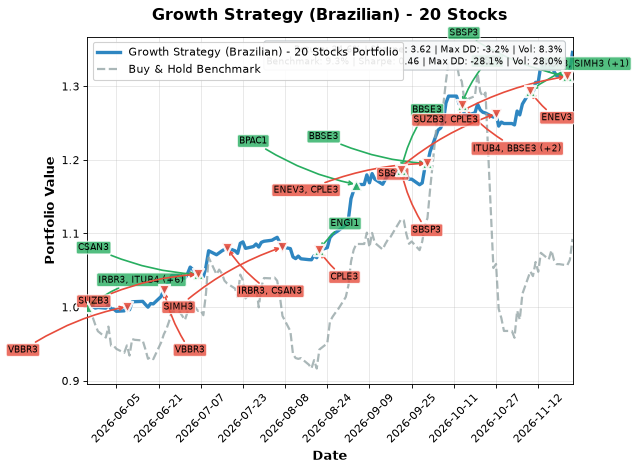 Growth Strategy (Brazilian) - 20 Stocks
SBSP3
Growth Strategy (Brazilian) - 20 Stocks Portfolio
Buy & Hold Benchmark
: 3.62 | Max DD: -3.2% | Vol: 8.3%
Benchmark: 9.3% | Sharpe: 0.46 | Max DD: -28.1% | Vol: 28.0%
SIMH3 (+1)
1.3
BBSE3
SUZB3, CPLE3
ENEV3
BBSE3
BPAC1
ITUB4, BBSE3 (+2)
1.2
SBS
ENEV3, CPLE3
ENGI1
SBSP3
1.1
CSAN3
IRBR3, ITUB4 (+6)
CPLE3
IRBR3, CSAN3
SUZB3
SIMH3
1.0
VBBR3
VBBR3
0.9
Portfolio Value
2026-06-05
2026-06-21
2026-07-07
2026-07-23
2026-08-08
2026-08-24
2026-09-09
2026-09-25
2026-10-11
2026-10-27
2026-11-12
Date